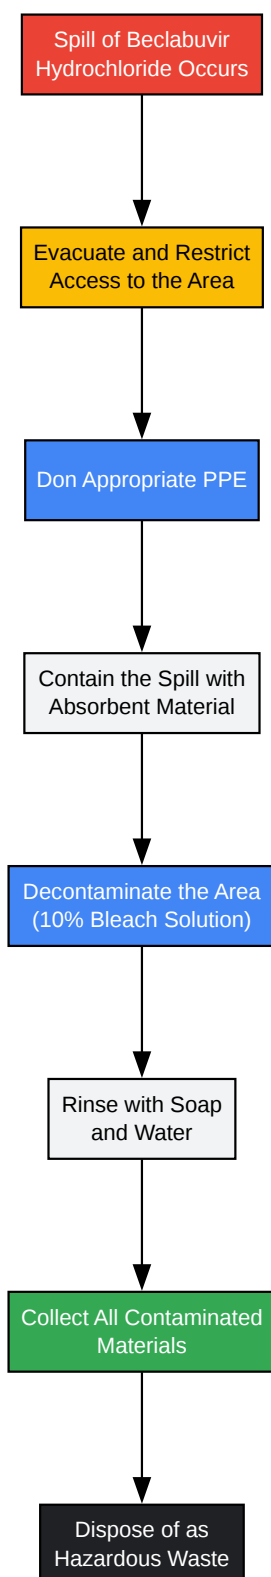 Spill of Beclabuvir
Hydrochloride Occurs
Evacuate and Restrict
Access to the Area
Don Appropriate PPE
Contain the Spill with
Absorbent Material
Decontaminate the Area
(10% Bleach Solution)
Rinse with Soap
and Water
Collect All Contaminated
Materials
Dispose of as
Hazardous Waste